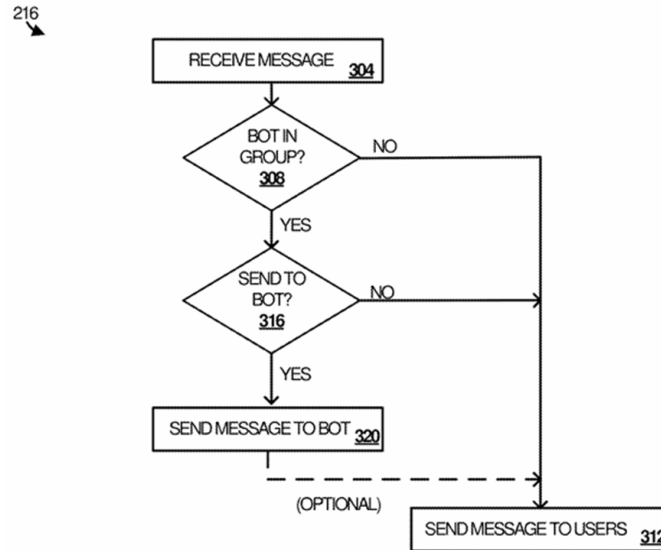 216
RECEIVE MESSAGE 304
BOT IN
GROUP?
308
NO
YES
SEND TO
BOT?
316
NO
YES
SEND MESSAGE TO BOT 320
(OPTIONAL)
SEND MESSAGE TO USERS 312